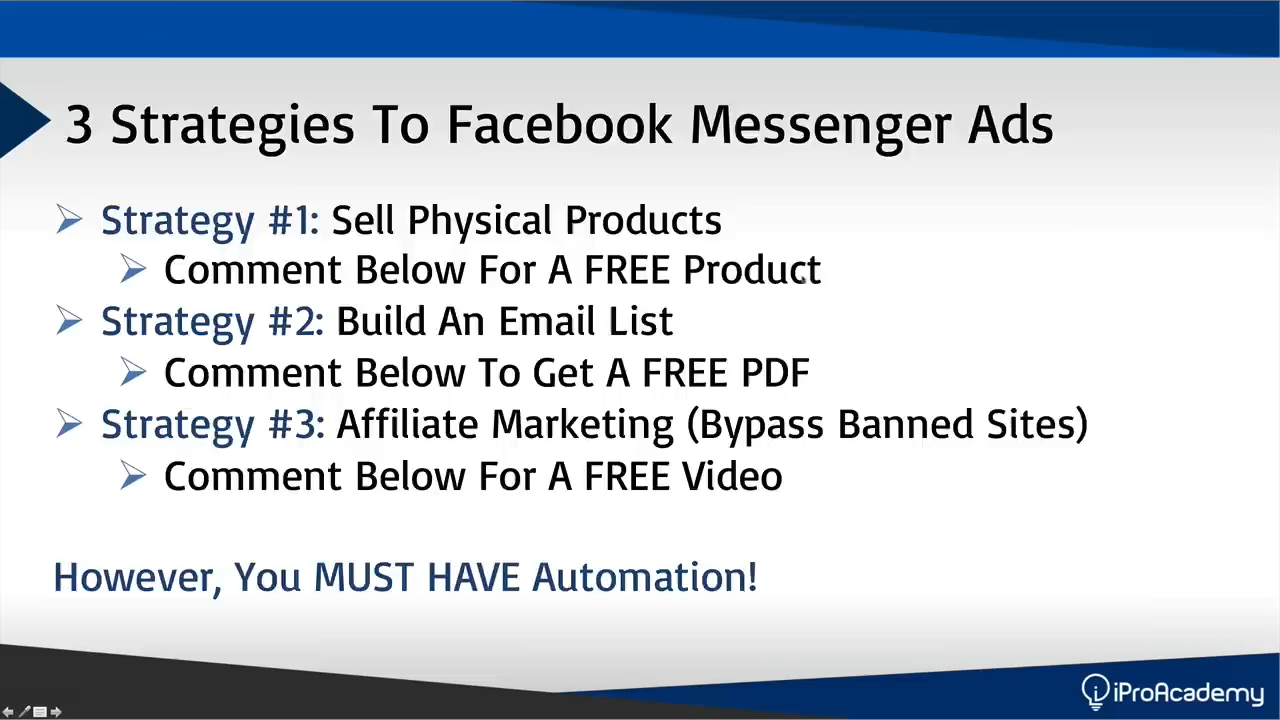 3 Strategies To Facebook Messenger Ads
Strategy #1: Sell Physical Products
Comment Below For A FREE Product
Strategy #2: Build An Email List
Comment Below To Get A FREE PDF
Strategy #3: Affiliate Marketing (Bypass Banned Sites)
Comment Below For A FREE Video
However, You MUST HAVE Automation!
iProAcademy